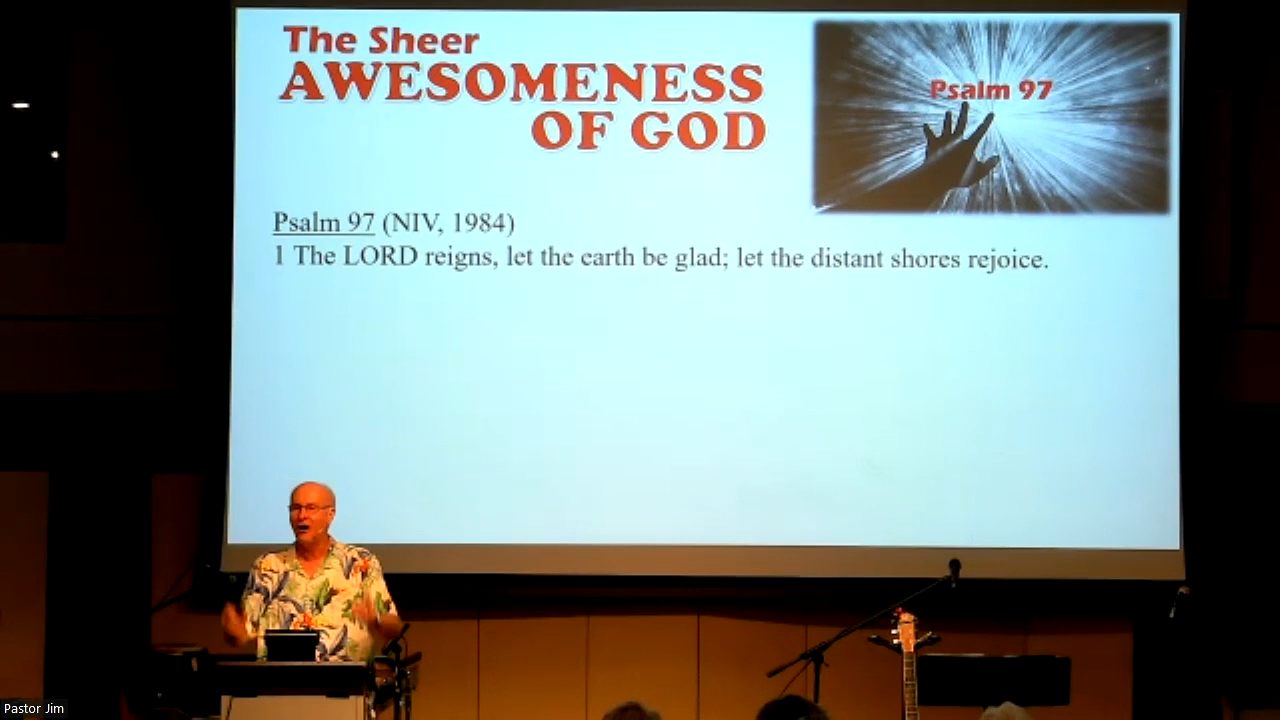 The Sheer
AWESOMENESS
OF GOD
Psalm 97
Psalm 97 (NIV, 1984)
1 The LORD reigns, let the earth be glad; let the distant shores rejoice.
Pastor Jim